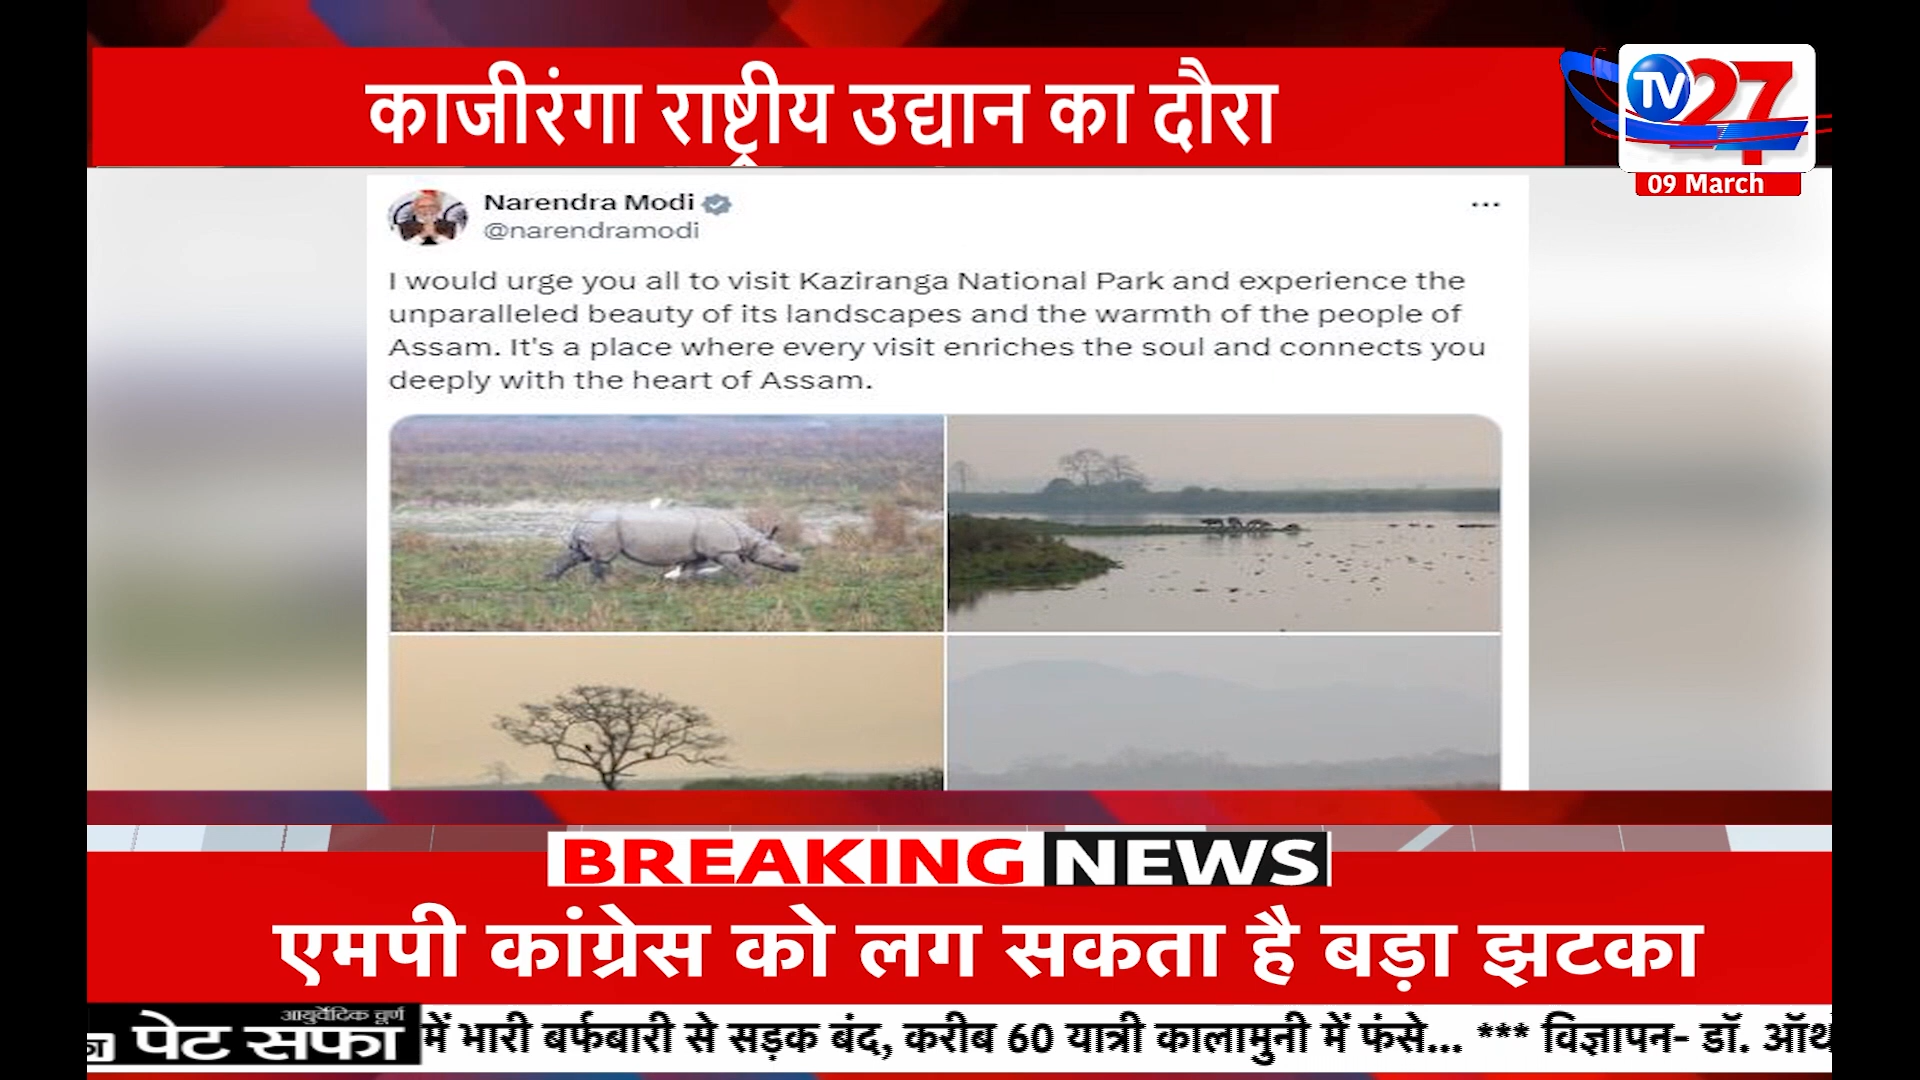 काजीरंगा राष्ट्रीय उद्यान का दौरा
TV27
09 March
Narendra Modi
@narendramodi
I would urge you all to visit Kaziranga National Park and experience the
unparalleled beauty of its landscapes and the warmth of the people of
Assam. It's a place where every visit enriches the soul and connects you
deeply with the heart of Assam.
BREAKING NEWS
एमपी कांग्रेस को लग सकता है बड़ा झटका
आयुर्वेदिक चूर्ण
पेट सफा
में भारी बर्फबारी से सड़क बंद, करीब 60 यात्री कालामुनी में फंसे... *** विज्ञापन- डॉ.